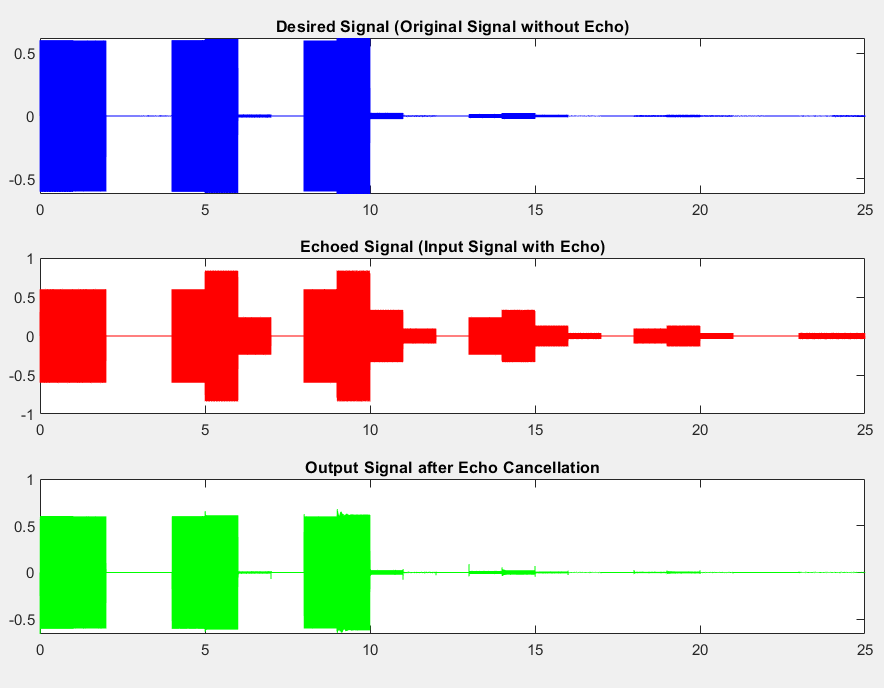 Desired Signal (Original Signal without Echo)
0.5
0
-0.5
0 5 10 15 20 25
Echoed Signal (Input Signal with Echo)
1
0.5
0
-0.5
-1
0 5 10 15 20 25
Output Signal after Echo Cancellation
1
0.5
0
-0.5
0 5 10 15 20 25